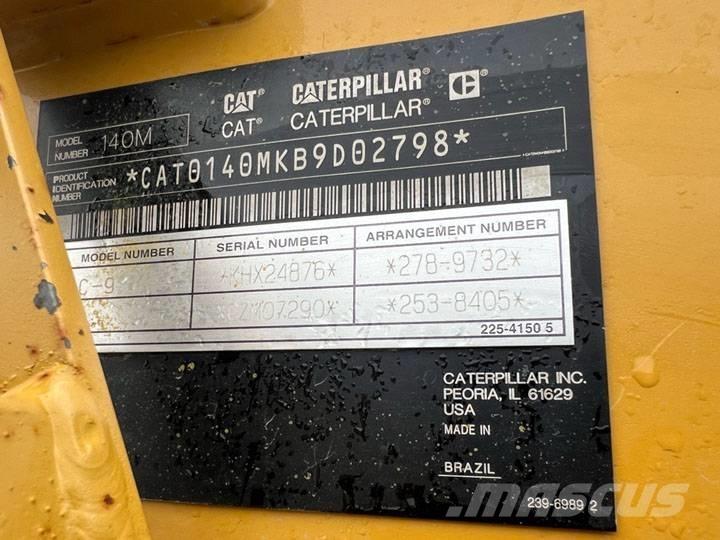 CAT® CATERPILLAR®
CAT® CATERPILLAR®
MODEL NUMBER 140M
PRODUCT IDENTIFICATION NUMBER *CAT0140MKB9D02798*
MODEL NUMBER SERIAL NUMBER ARRANGEMENT NUMBER
C-9 *KHX24876* *278-9732*
*253-8405*
225-4150 5
CATERPILLAR INC.
PEORIA, IL 61629
USA
MADE IN
BRAZIL
239-6989 2
MASCUS